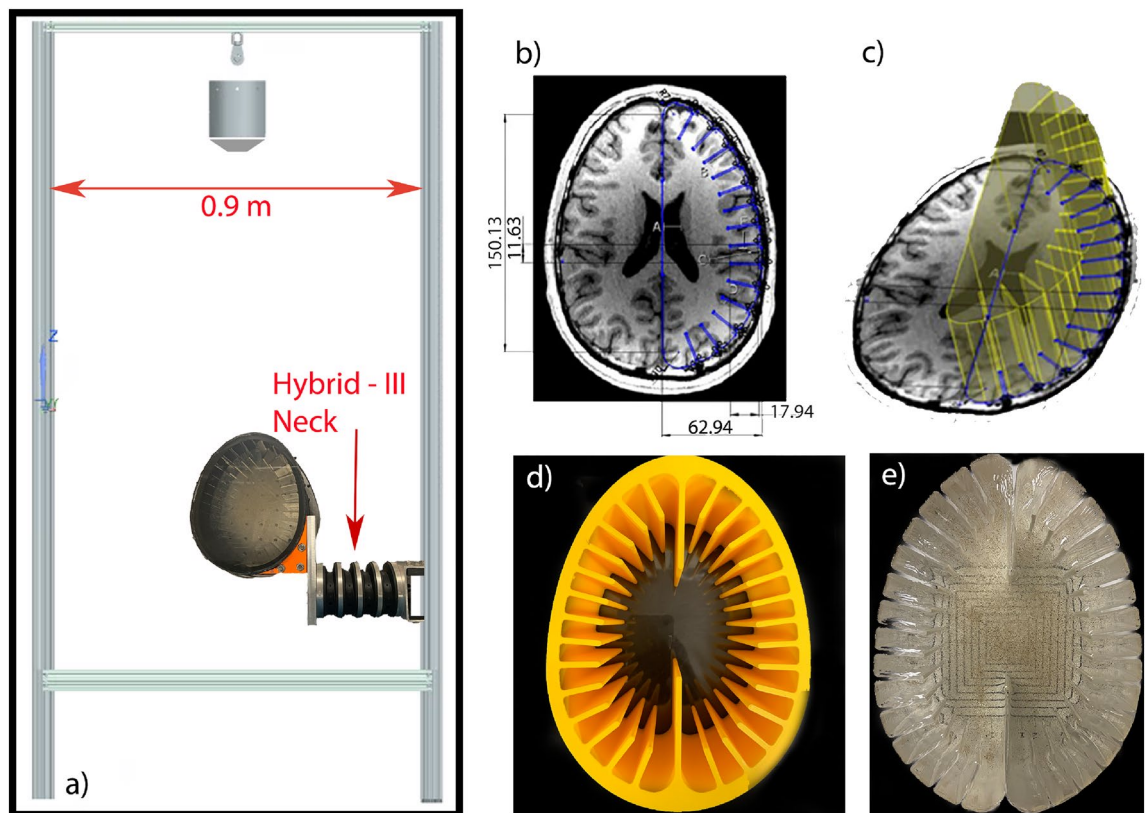 a)
0.9 m
Z
Hybrid - III
Neck
b)
150.13
11.63
A
B
C
D
17.94
62.94
c)
A
d)
e)